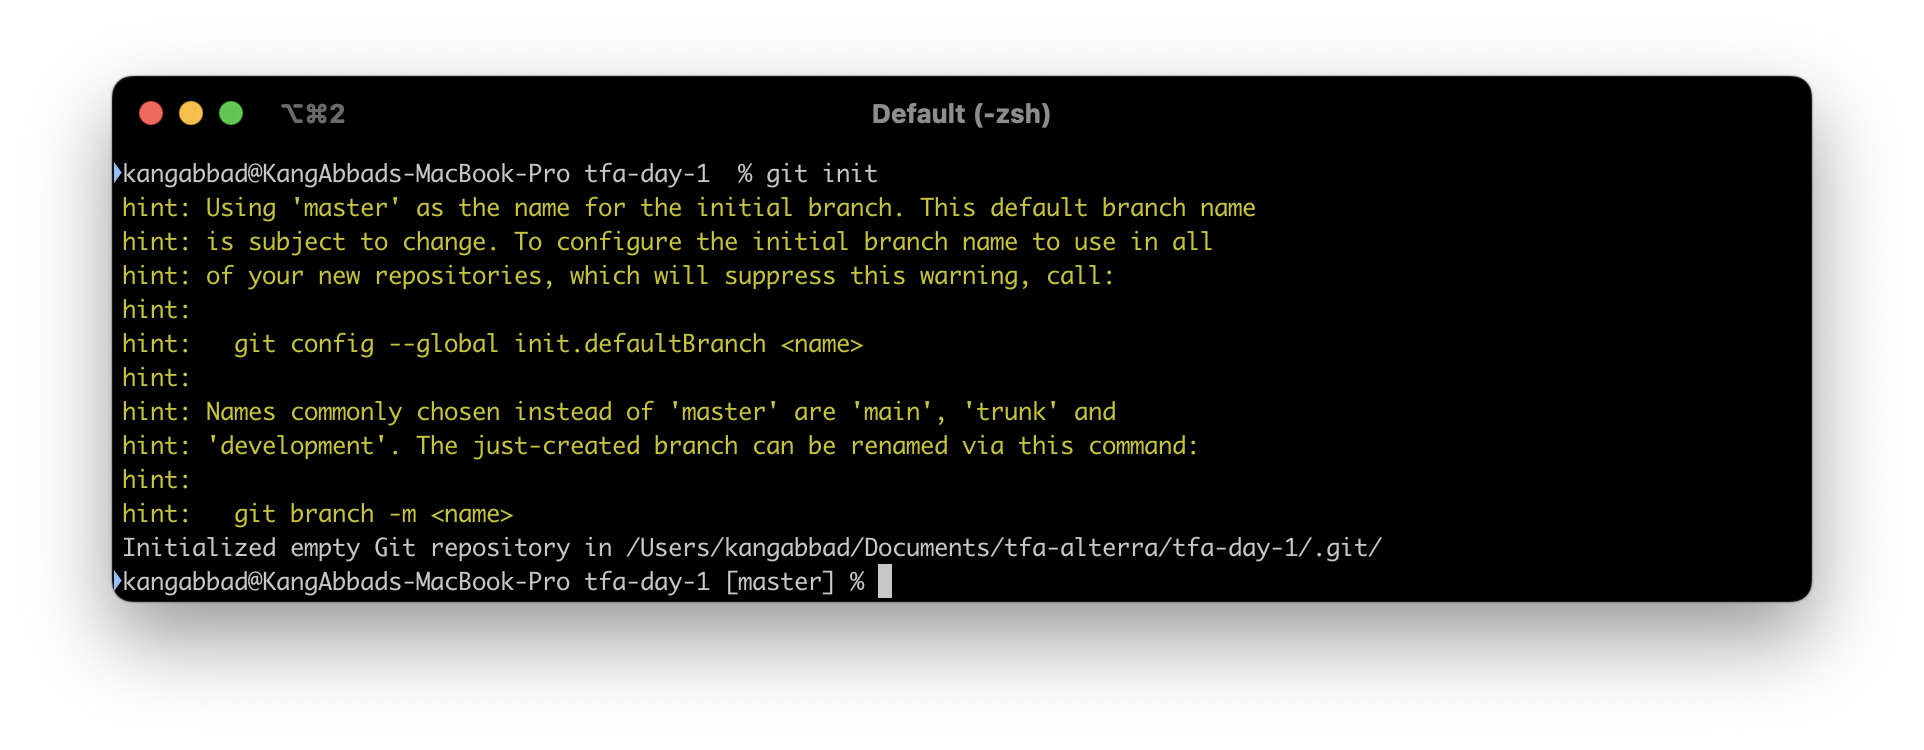 ⌥⌘2
Default (-zsh)
kangabbad@KangAbbads-MacBook-Pro tfa-day-1  % git init
hint: Using 'master' as the name for the initial branch. This default branch name
hint: is subject to change. To configure the initial branch name to use in all
hint: of your new repositories, which will suppress this warning, call:
hint:
hint:   git config --global init.defaultBranch <name>
hint:
hint: Names commonly chosen instead of 'master' are 'main', 'trunk' and
hint: 'development'. The just-created branch can be renamed via this command:
hint:
hint:   git branch -m <name>
Initialized empty Git repository in /Users/kangabbad/Documents/tfa-alterra/tfa-day-1/.git/
kangabbad@KangAbbads-MacBook-Pro tfa-day-1 [master] %